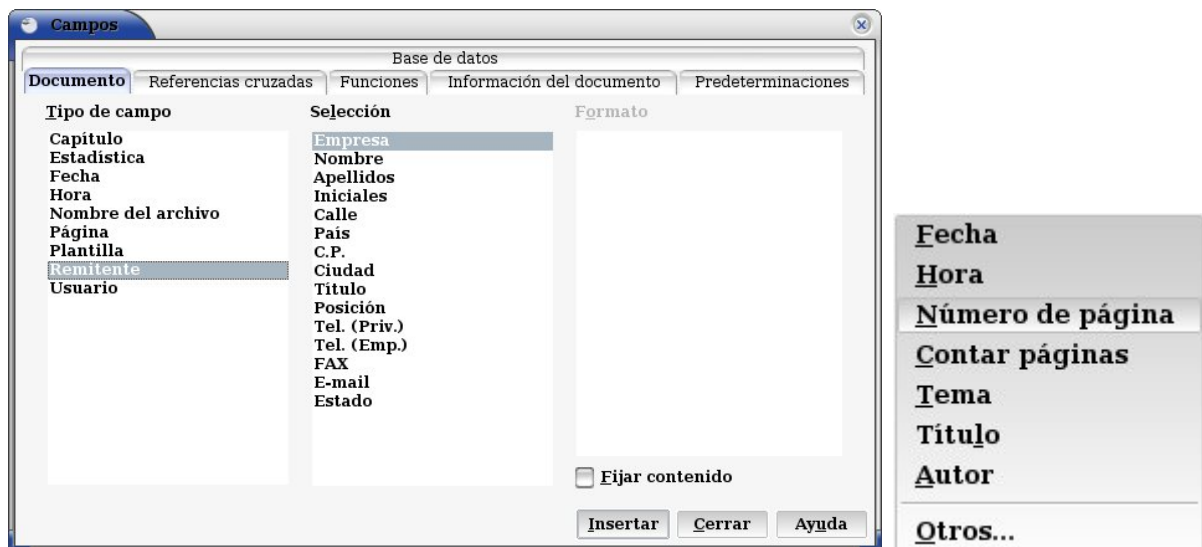 Campos
Base de datos
Documento Referencias cruzadas Funciones Información del documento Predeterminaciones
Tipo de campo
Capítulo
Estadística
Fecha
Hora
Nombre del archivo
Página
Plantilla
Remitente
Usuario
Selección
Empresa
Nombre
Apellidos
Iniciales
Calle
País
C.P.
Ciudad
Título
Posición
Tel. (Priv.)
Tel. (Emp.)
FAX
E-mail
Estado
Formato
Fijar contenido
Insertar Cerrar Ayuda
Fecha
Hora
Número de página
Contar páginas
Tema
Título
Autor
Otros...